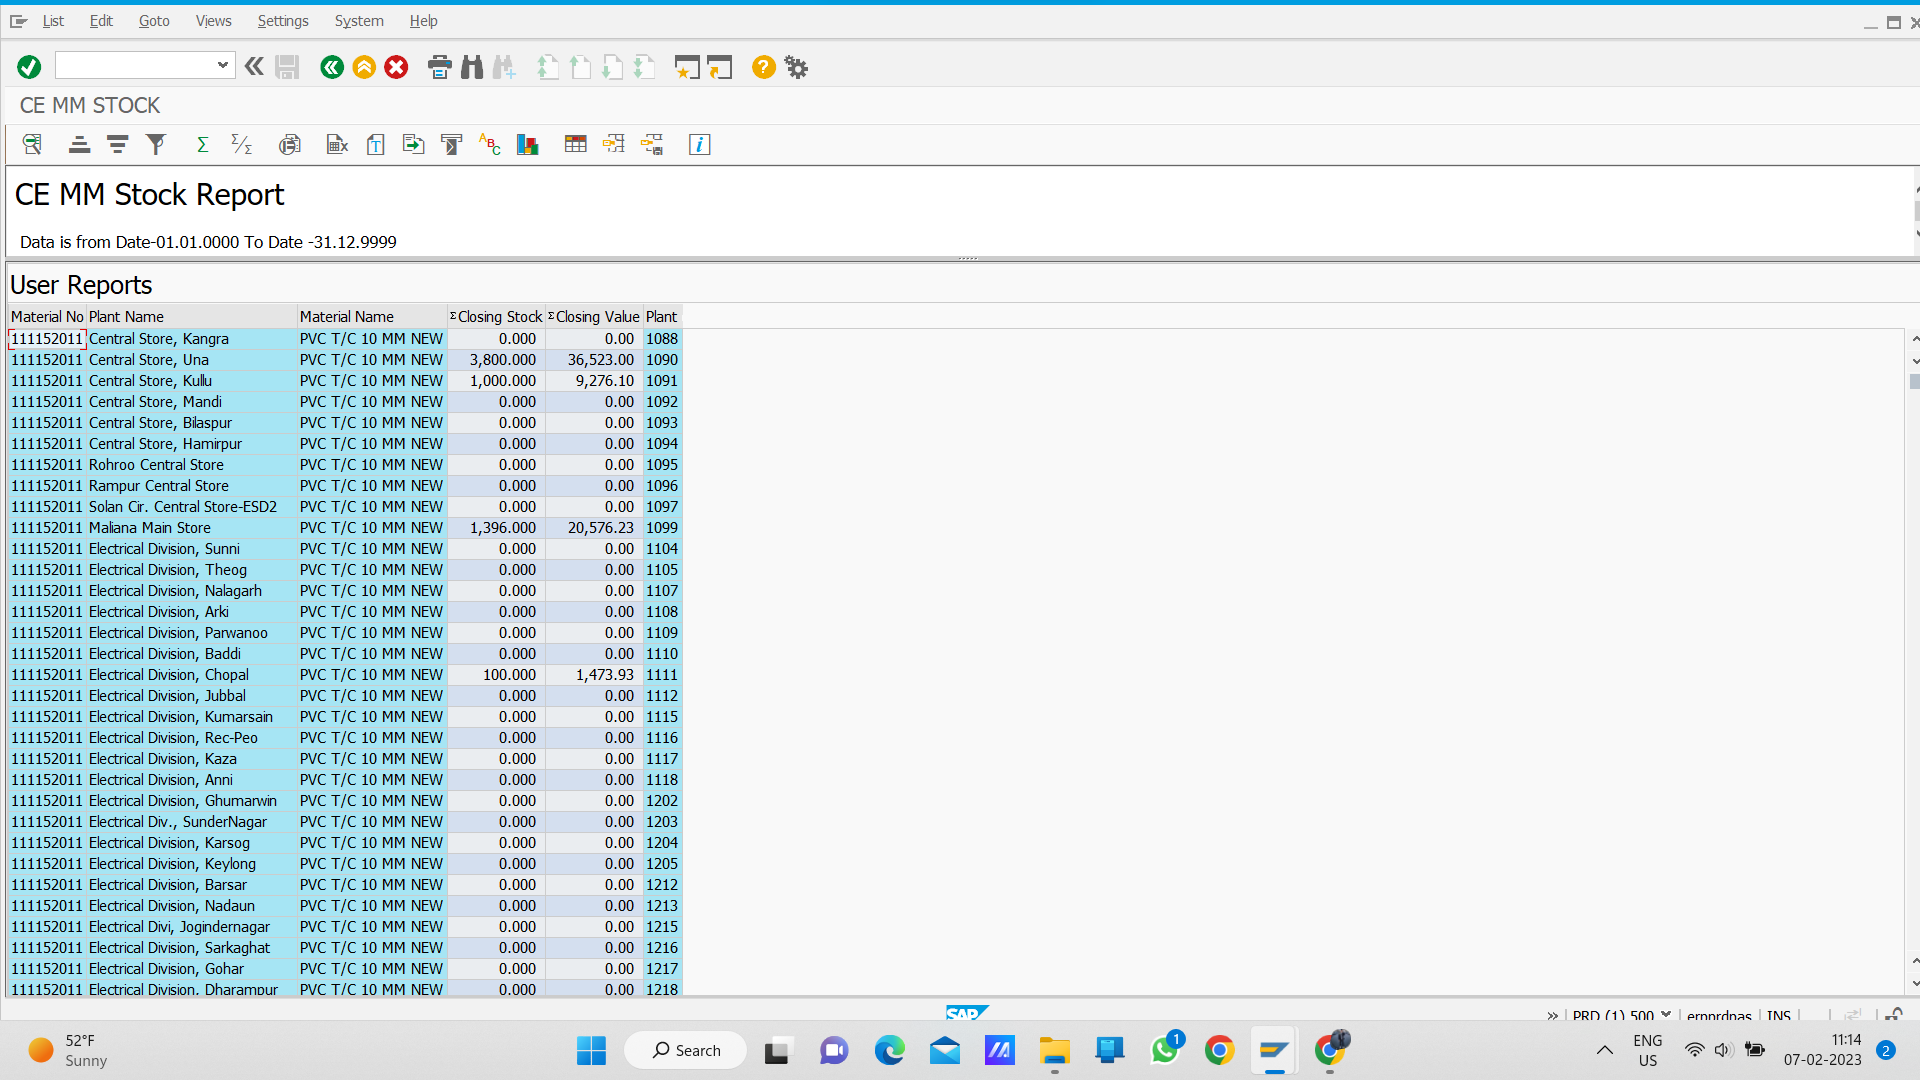 List Edit Goto Views Settings System Help
CE MM STOCK
CE MM Stock Report
Data is from Date-01.01.0000 To Date -31.12.9999
User Reports
Material No Plant Name Material Name Closing Stock Closing Value Plant
111152011 Central Store, Kangra PVC T/C 10 MM NEW 0.000 0.00 1088
111152011 Central Store, Una PVC T/C 10 MM NEW 3,800.000 36,523.00 1090
111152011 Central Store, Kullu PVC T/C 10 MM NEW 1,000.000 9,276.10 1091
111152011 Central Store, Mandi PVC T/C 10 MM NEW 0.000 0.00 1092
111152011 Central Store, Bilaspur PVC T/C 10 MM NEW 0.000 0.00 1093
111152011 Central Store, Hamirpur PVC T/C 10 MM NEW 0.000 0.00 1094
111152011 Rohroo Central Store PVC T/C 10 MM NEW 0.000 0.00 1095
111152011 Rampur Central Store PVC T/C 10 MM NEW 0.000 0.00 1096
111152011 Solan Cir. Central Store-ESD2 PVC T/C 10 MM NEW 0.000 0.00 1097
111152011 Maliana Main Store PVC T/C 10 MM NEW 1,396.000 20,576.23 1099
111152011 Electrical Division, Sunni PVC T/C 10 MM NEW 0.000 0.00 1104
111152011 Electrical Division, Theog PVC T/C 10 MM NEW 0.000 0.00 1105
111152011 Electrical Division, Nalagarh PVC T/C 10 MM NEW 0.000 0.00 1107
111152011 Electrical Division, Arki PVC T/C 10 MM NEW 0.000 0.00 1108
111152011 Electrical Division, Parwanoo PVC T/C 10 MM NEW 0.000 0.00 1109
111152011 Electrical Division, Baddi PVC T/C 10 MM NEW 0.000 0.00 1110
111152011 Electrical Division, Chopal PVC T/C 10 MM NEW 100.000 1,473.93 1111
111152011 Electrical Division, Jubbal PVC T/C 10 MM NEW 0.000 0.00 1112
111152011 Electrical Division, Kumarsain PVC T/C 10 MM NEW 0.000 0.00 1115
111152011 Electrical Division, Rec-Peo PVC T/C 10 MM NEW 0.000 0.00 1116
111152011 Electrical Division, Kaza PVC T/C 10 MM NEW 0.000 0.00 1117
111152011 Electrical Division, Anni PVC T/C 10 MM NEW 0.000 0.00 1118
111152011 Electrical Division, Ghumarwin PVC T/C 10 MM NEW 0.000 0.00 1202
111152011 Electrical Div., SunderNagar PVC T/C 10 MM NEW 0.000 0.00 1203
111152011 Electrical Division, Karsog PVC T/C 10 MM NEW 0.000 0.00 1204
111152011 Electrical Division, Keylong PVC T/C 10 MM NEW 0.000 0.00 1205
111152011 Electrical Division, Barsar PVC T/C 10 MM NEW 0.000 0.00 1212
111152011 Electrical Division, Nadaun PVC T/C 10 MM NEW 0.000 0.00 1213
111152011 Electrical Divi, Jogindernagar PVC T/C 10 MM NEW 0.000 0.00 1215
111152011 Electrical Division, Sarkaghat PVC T/C 10 MM NEW 0.000 0.00 1216
111152011 Electrical Division, Gohar PVC T/C 10 MM NEW 0.000 0.00 1217
111152011 Electrical Division, Dharampur PVC T/C 10 MM NEW 0.000 0.00 1218
SAP
PRD (1) 500 INS
52°F
Sunny
Search
1
ENG
US
11:14
07-02-2023
2